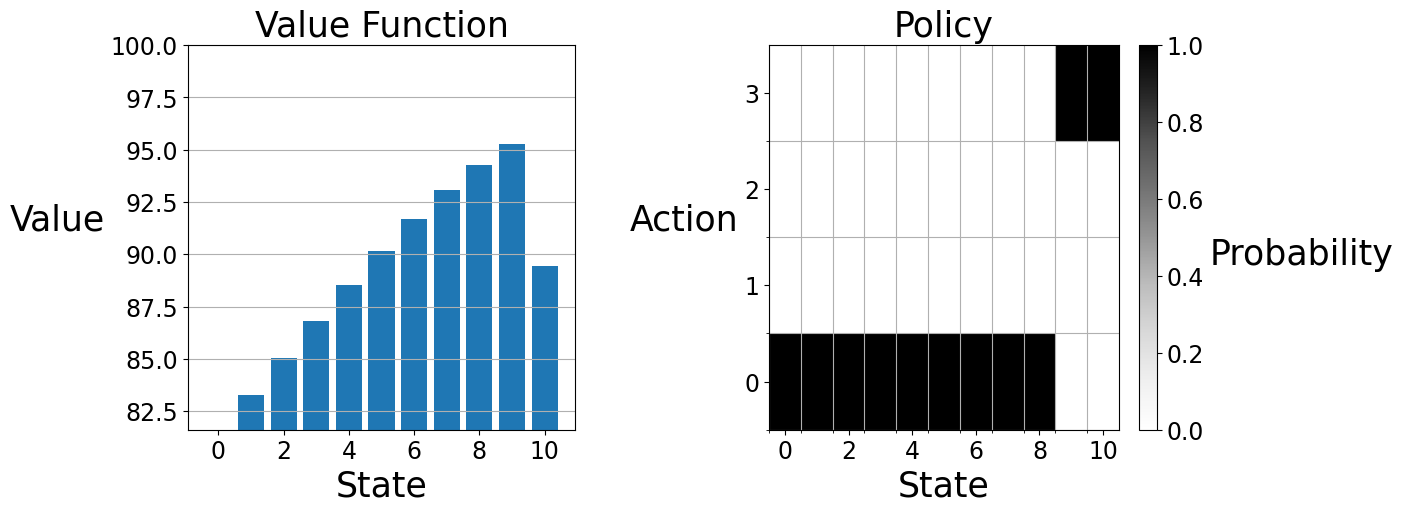 Value Function
Value
100.0
97.5
95.0
92.5
90.0
87.5
85.0
82.5
0 2 4 6 8 10
State
Policy
Action
3
2
1
0
0 2 4 6 8 10
State
1.0
0.8
0.6
0.4
0.2
0.0
Probability